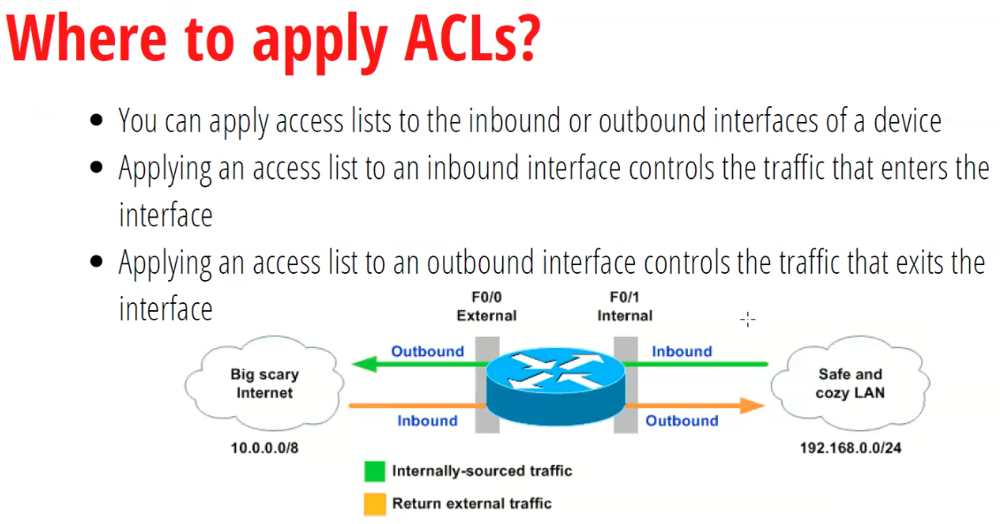 Where to apply ACLs?
• You can apply access lists to the inbound or outbound interfaces of a device
• Applying an access list to an inbound interface controls the traffic that enters the
interface
• Applying an access list to an outbound interface controls the traffic that exits the
interface
F0/0
External
F0/1
Internal
Outbound
Inbound
Big scary
Internet
Safe and
cozy LAN
Inbound
Outbound
10.0.0.0/8
192.168.0.0/24
Internally-sourced traffic
Return external traffic